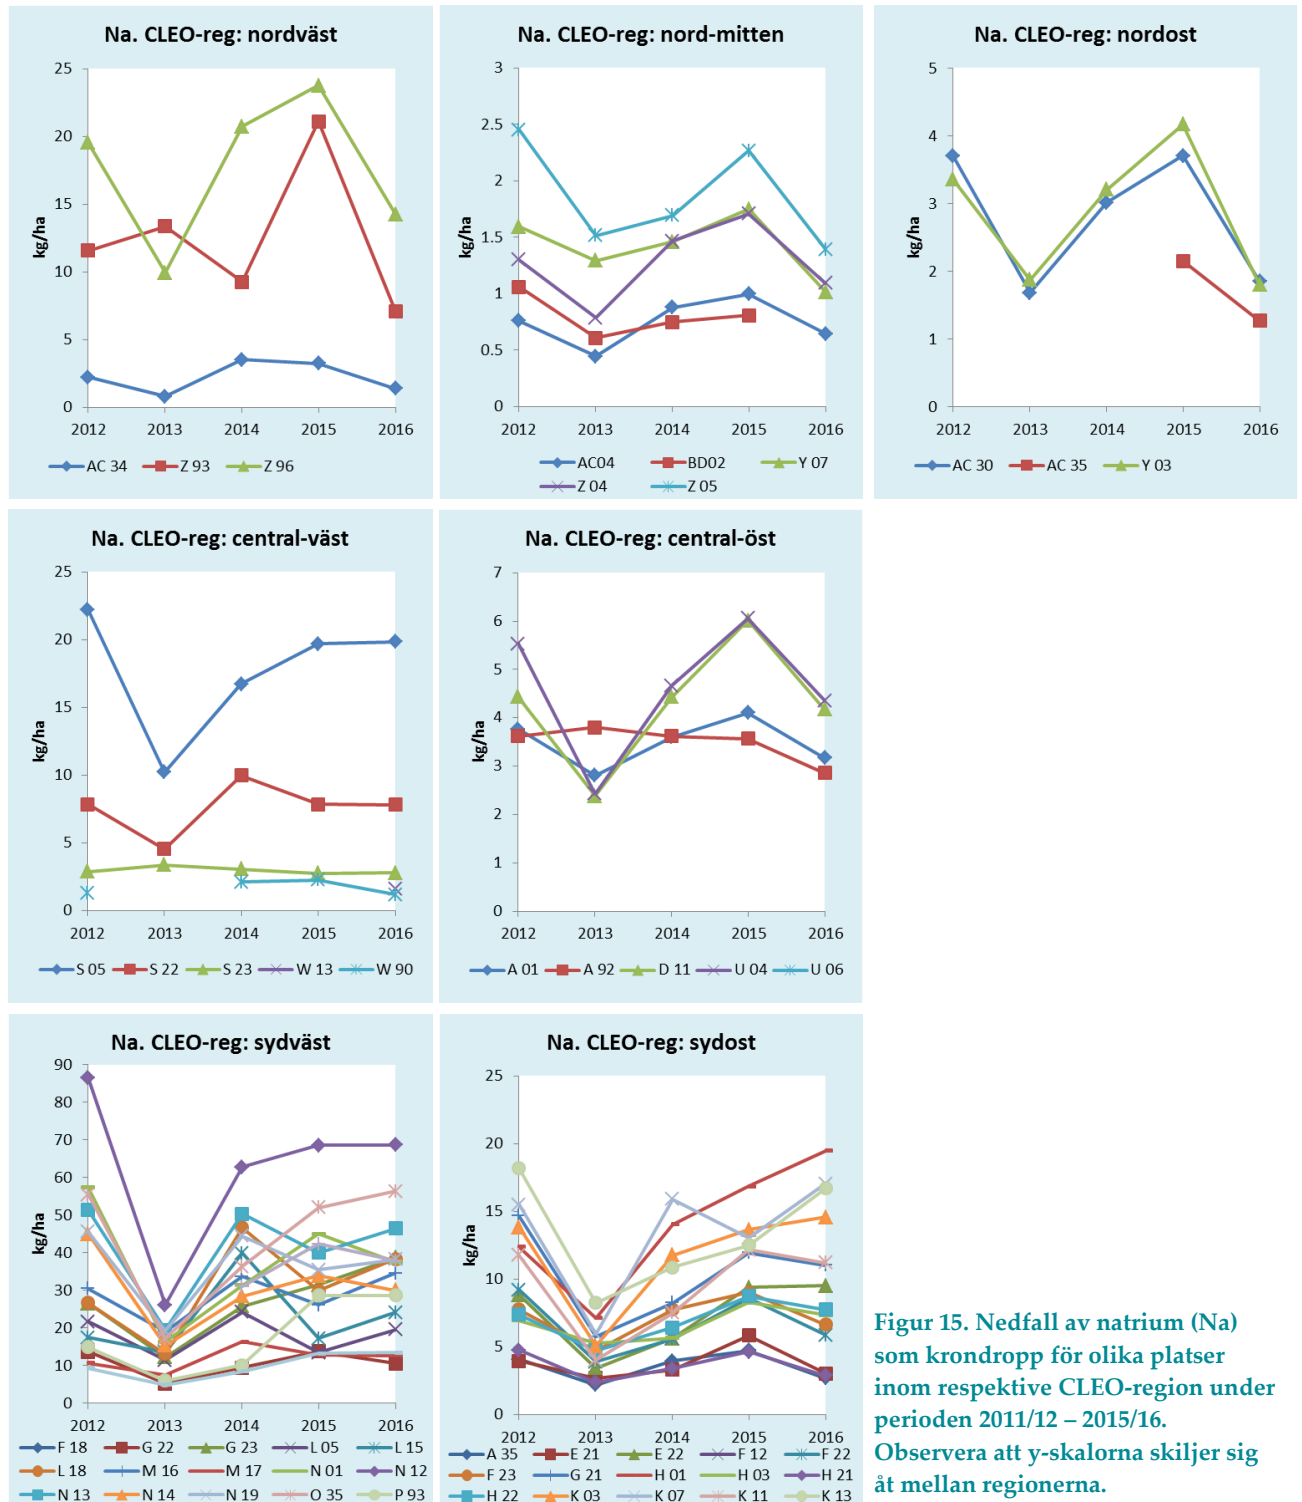 Na. CLEO-reg: nordväst
25
20
15
10
5
0
kg/ha
2012 2013 2014 2015 2016
AC 34 Z 93 Z 96
Na. CLEO-reg: nord-mitten
3
2.5
2
1.5
1
0.5
0
kg/ha
2012 2013 2014 2015 2016
AC04 BD02 Y 07
Z 04 Z 05
Na. CLEO-reg: nordost
5
4
3
2
1
0
kg/ha
2012 2013 2014 2015 2016
AC 30 AC 35 Y 03
Na. CLEO-reg: central-väst
25
20
15
10
5
0
kg/ha
2012 2013 2014 2015 2016
S 05 S 22 S 23 W 13 W 90
Na. CLEO-reg: central-öst
7
6
5
4
3
2
1
0
kg/ha
2012 2013 2014 2015 2016
A 01 A 92 D 11 U 04 U 06
Na. CLEO-reg: sydväst
90
80
70
60
50
40
30
20
10
0
kg/ha
2012 2013 2014 2015 2016
F 18 G 22 G 23 L 05 L 15
L 18 M 16 M 17 N 01 N 12
N 13 N 14 N 19 O 35 P 93
Na. CLEO-reg: sydost
25
20
15
10
5
0
kg/ha
2012 2013 2014 2015 2016
A 35 E 21 E 22 F 12 F 22
F 23 G 21 H 01 H 03 H 21
H 22 K 03 K 07 K 11 K 13
Figur 15. Nedfall av natrium (Na)
som krondropp för olika platser
inom respektive CLEO-region under
perioden 2011/12 – 2015/16.
Observera att y-skalorna skiljer sig
åt mellan regionerna.